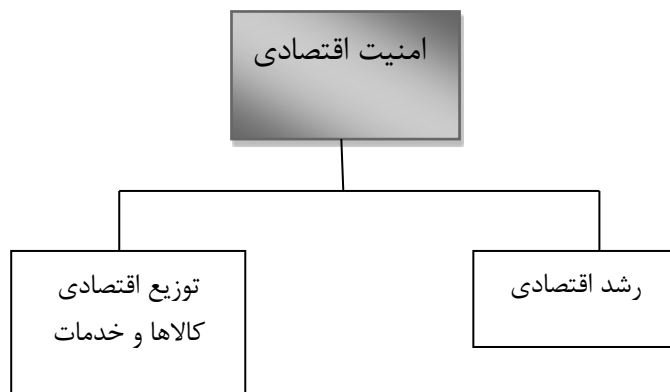 امنیت اقتصادی
رشد اقتصادی
توزیع اقتصادی
کالاها و خدمات